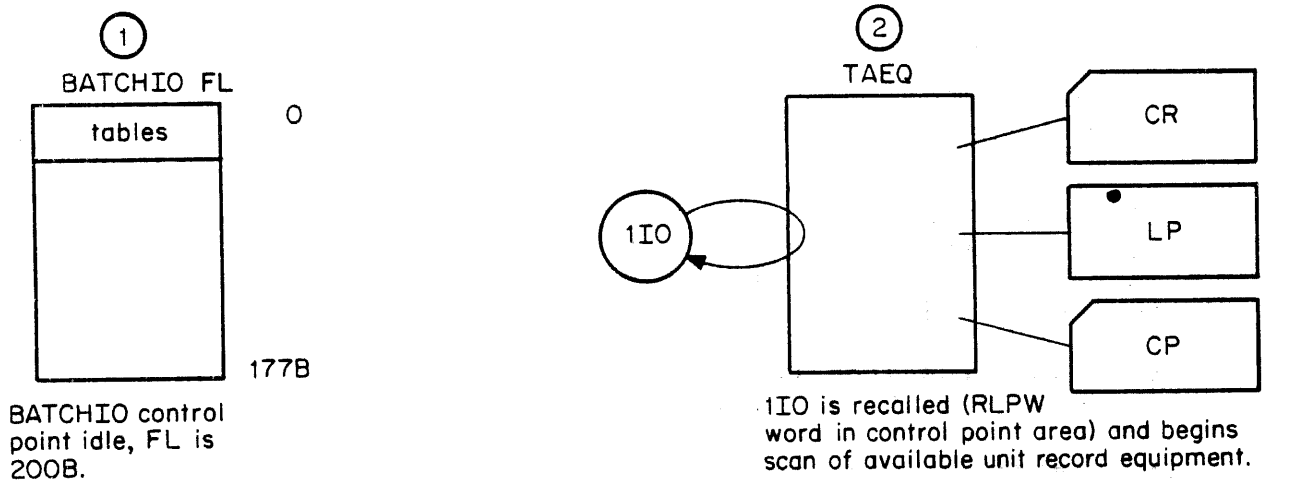 1
BATCHIO FL
tables
0
177B
BATCHIO control
point idle, FL is
200B.
2
TAEQ
1IO
CR
LP
CP
1IO is recalled (RLPW
word in control point area) and begins
scan of available unit record equipment.